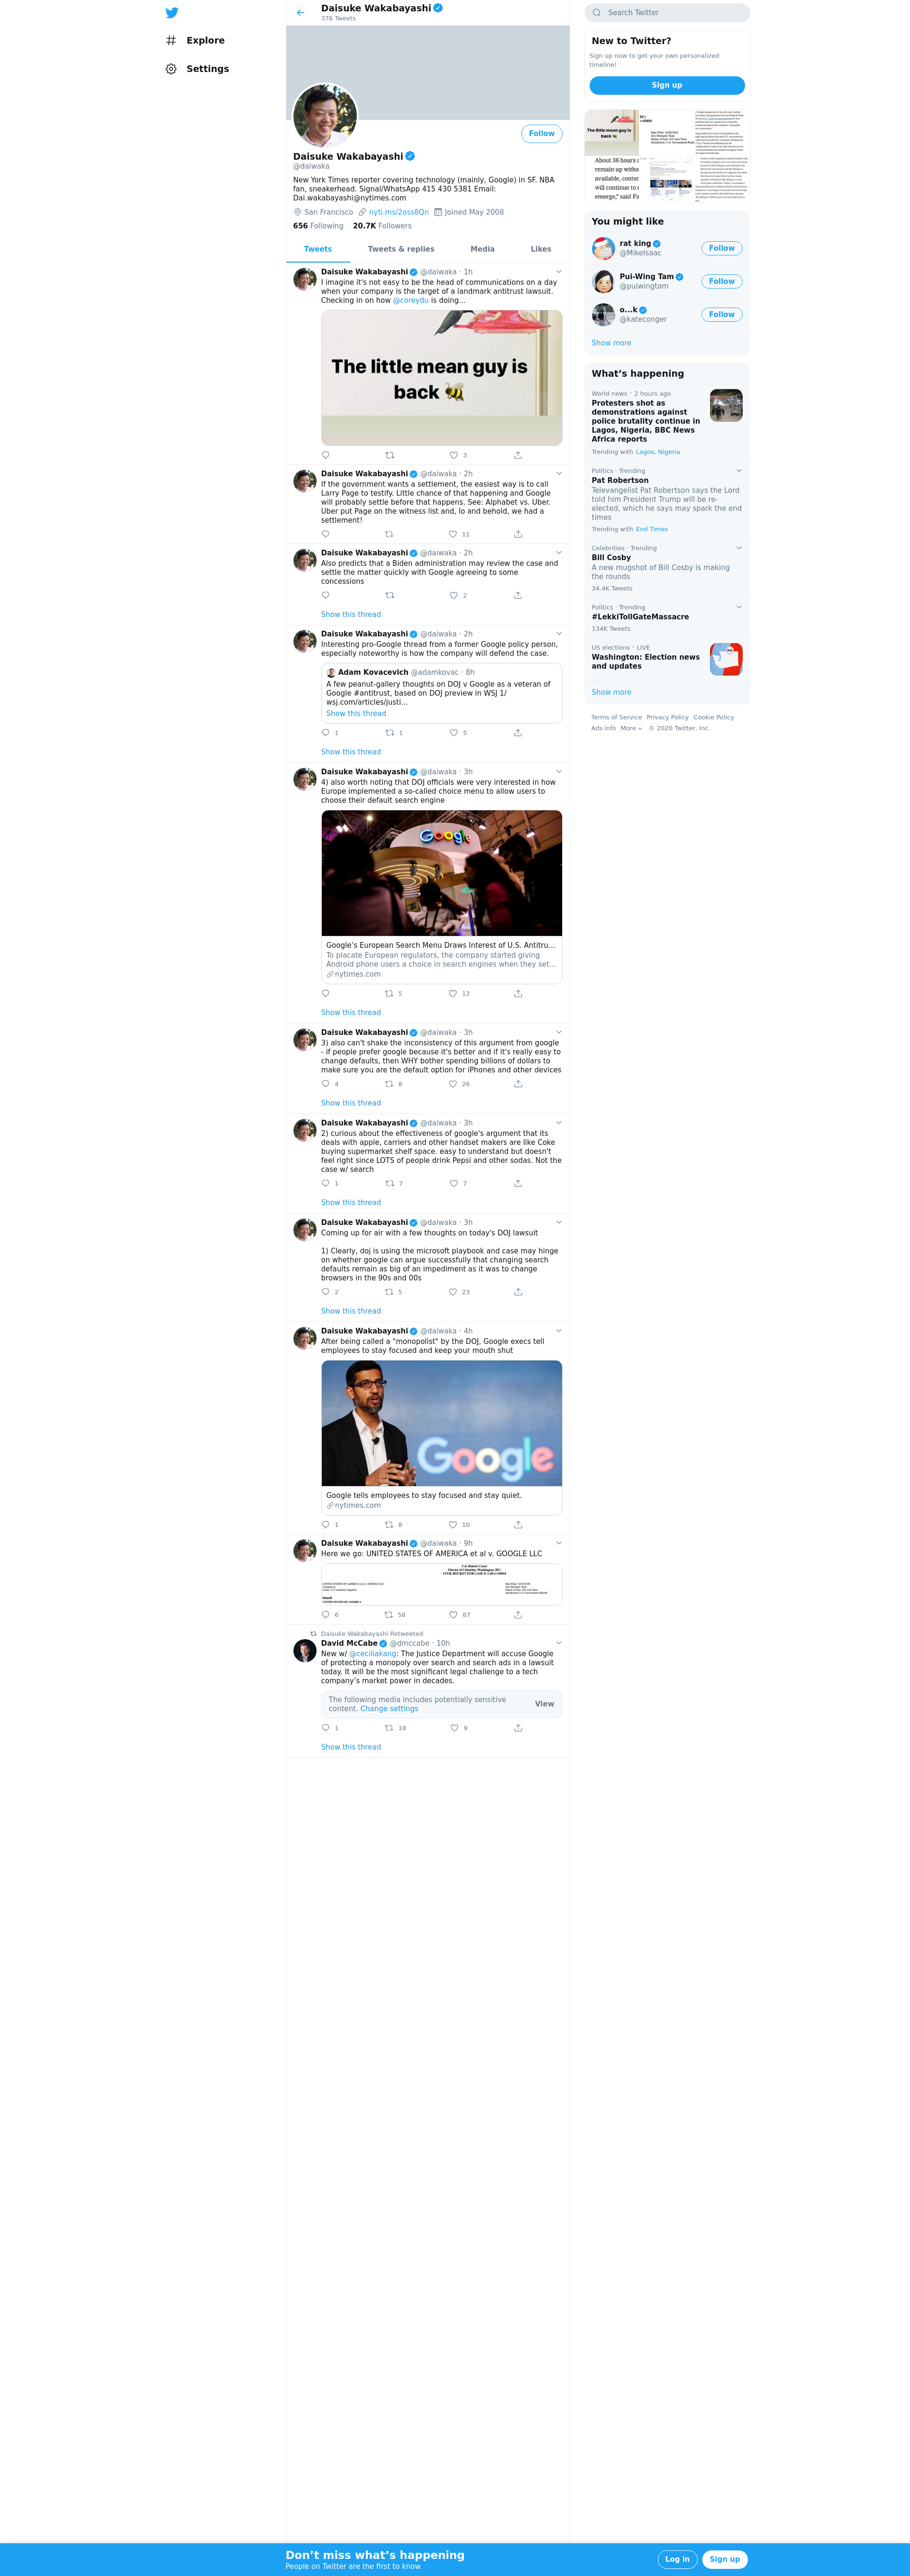 Explore
Settings
Daisuke Wakabayashi
376 Tweets
Follow
Daisuke Wakabayashi
@daiwaka
New York Times reporter covering technology (mainly, Google) in SF. NBA
fan, sneakerhead. Signal/WhatsApp 415 430 5381 Email:
Dai.wakabayashi@nytimes.com
San Francisco nyti.ms/2oss8Qn Joined May 2008
656 Following 20.7K Followers
Tweets Tweets & replies Media Likes
Daisuke Wakabayashi @daiwaka · 1h
I imagine it's not easy to be the head of communications on a day
when your company is the target of a landmark antitrust lawsuit.
Checking in on how @coreydu is doing...
The little mean guy is
back 🐝
3
Daisuke Wakabayashi @daiwaka · 2h
If the government wants a settlement, the easiest way is to call
Larry Page to testify. Little chance of that happening and Google
will probably settle before that happens. See: Alphabet vs. Uber.
Uber put Page on the witness list and, lo and behold, we had a
settlement!
11
Daisuke Wakabayashi @daiwaka · 2h
Also predicts that a Biden administration may review the case and
settle the matter quickly with Google agreeing to some
concessions
2
Show this thread
Daisuke Wakabayashi @daiwaka · 2h
Interesting pro-Google thread from a former Google policy person,
especially noteworthy is how the company will defend the case.
Adam Kovacevich @adamkovac · 8h
A few peanut-gallery thoughts on DOJ v Google as a veteran of
Google #antitrust, based on DOJ preview in WSJ 1/
wsj.com/articles/justi…
Show this thread
1 1 5
Show this thread
Daisuke Wakabayashi @daiwaka · 3h
4) also worth noting that DOJ officials were very interested in how
Europe implemented a so-called choice menu to allow users to
choose their default search engine
Google
Google's European Search Menu Draws Interest of U.S. Antitru…
To placate European regulators, the company started giving
Android phone users a choice in search engines when they set…
nytimes.com
5 12
Show this thread
Daisuke Wakabayashi @daiwaka · 3h
3) also can't shake the inconsistency of this argument from google
- if people prefer google because it's better and if it's really easy to
change defaults, then WHY bother spending billions of dollars to
make sure you are the default option for iPhones and other devices
4 8 26
Show this thread
Daisuke Wakabayashi @daiwaka · 3h
2) curious about the effectiveness of google's argument that its
deals with apple, carriers and other handset makers are like Coke
buying supermarket shelf space. easy to understand but doesn't
feel right since LOTS of people drink Pepsi and other sodas. Not the
case w/ search
1 7 7
Show this thread
Daisuke Wakabayashi @daiwaka · 3h
Coming up for air with a few thoughts on today's DOJ lawsuit
1) Clearly, doj is using the microsoft playbook and case may hinge
on whether google can argue successfully that changing search
defaults remain as big of an impediment as it was to change
browsers in the 90s and 00s
2 5 23
Show this thread
Daisuke Wakabayashi @daiwaka · 4h
After being called a "monopolist" by the DOJ, Google execs tell
employees to stay focused and keep your mouth shut
Google
Google tells employees to stay focused and stay quiet.
nytimes.com
1 8 10
Daisuke Wakabayashi @daiwaka · 9h
Here we go: UNITED STATES OF AMERICA et al v. GOOGLE LLC
6 58 87
Daisuke Wakabayashi Retweeted
David McCabe @dmccabe · 10h
New w/ @ceciliakang: The Justice Department will accuse Google
of protecting a monopoly over search and search ads in a lawsuit
today. It will be the most significant legal challenge to a tech
company's market power in decades.
The following media includes potentially sensitive
content. Change settings
View
1 18 9
Show this thread
Search Twitter
New to Twitter?
Sign up now to get your own personalized
timeline!
Sign up
The little mean guy is
back
About 36 hours
remain up witho
available, conter
will continue to e
emerge," said Fa
You might like
rat king
@MikeIsaac
Follow
Pui-Wing Tam
@puiwingtam
Follow
o...k
@kateconger
Follow
Show more
What's happening
World news · 2 hours ago
Protesters shot as
demonstrations against
police brutality continue in
Lagos, Nigeria, BBC News
Africa reports
Trending with Lagos, Nigeria
Politics · Trending
Pat Robertson
Televangelist Pat Robertson says the Lord
told him President Trump will be re-
elected, which he says may spark the end
times
Trending with End Times
Celebrities · Trending
Bill Cosby
A new mugshot of Bill Cosby is making
the rounds
34.4K Tweets
Politics · Trending
#LekkiTollGateMassacre
134K Tweets
US elections · LIVE
Washington: Election news
and updates
Show more
Terms of Service Privacy Policy Cookie Policy
Ads info More © 2020 Twitter, Inc.
Don't miss what's happening
People on Twitter are the first to know.
Log in
Sign up